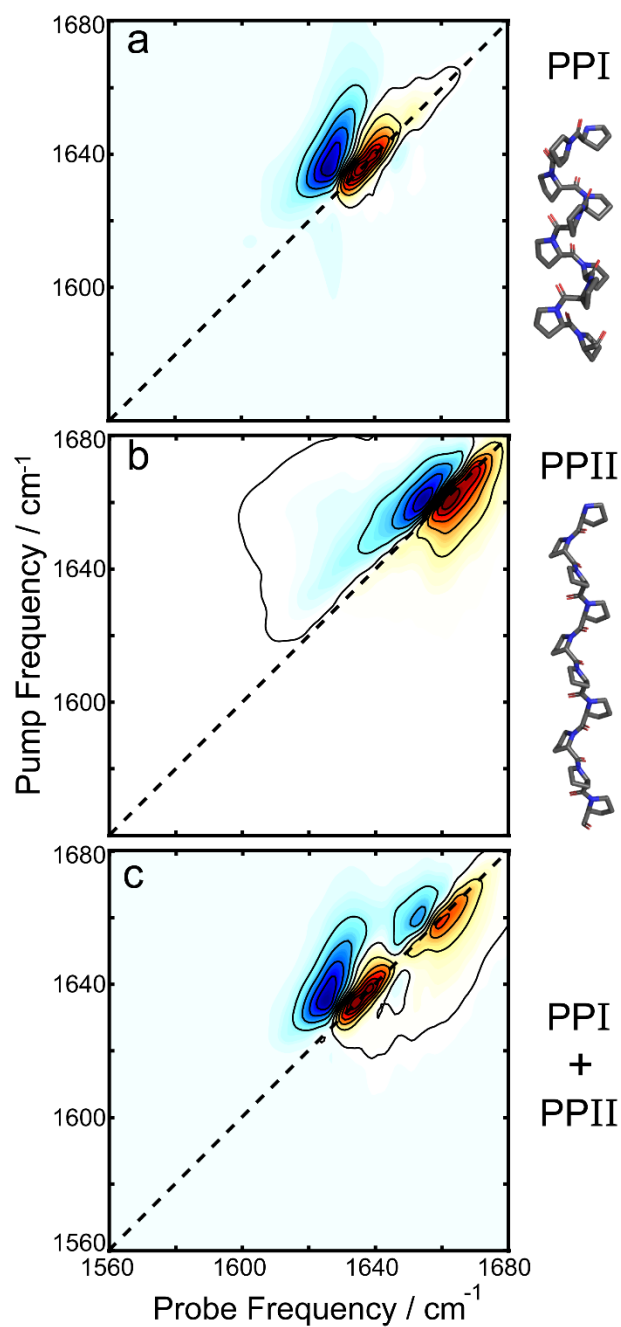 1680
a
PPI
1640
1600
1680
b
PPII
1640
1600
Pump Frequency / cm⁻¹
1680
c
1640
PPI
+
PPII
1600
1560
1560 1600 1640 1680
Probe Frequency / cm⁻¹